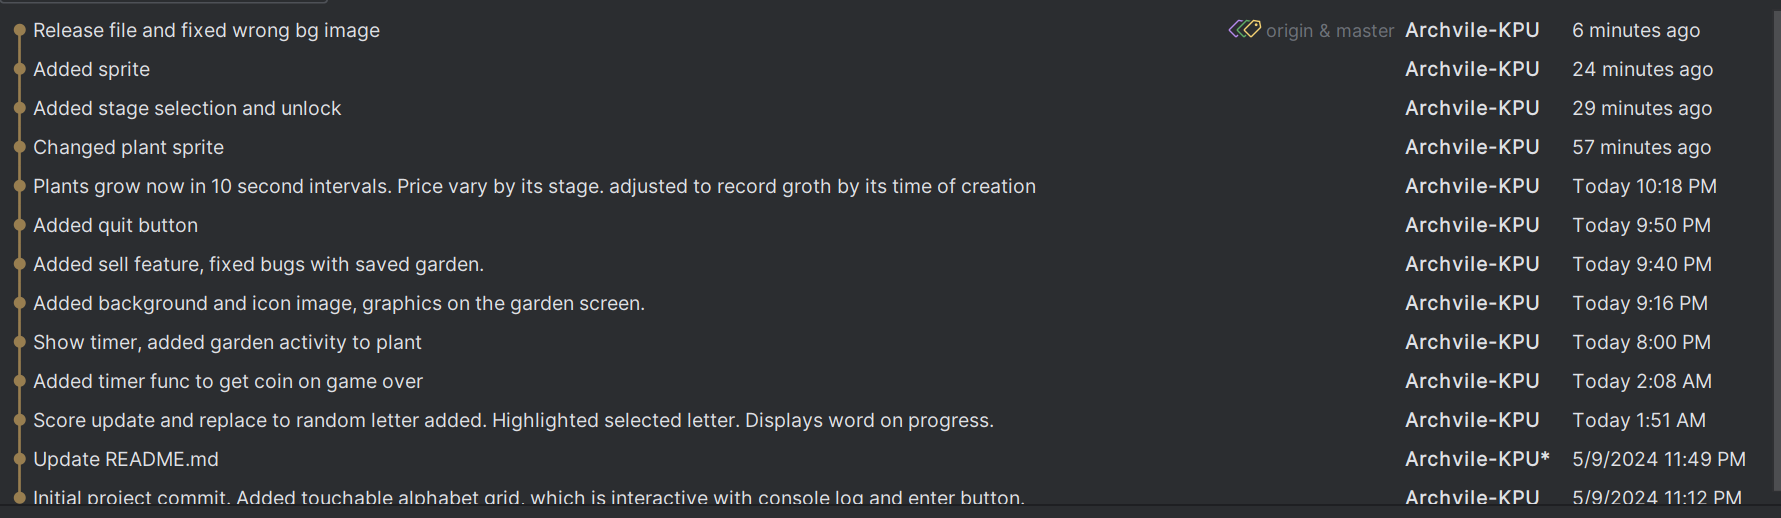 Release file and fixed wrong bg image origin & master Archvile-KPU 6 minutes ago
Added sprite Archvile-KPU 24 minutes ago
Added stage selection and unlock Archvile-KPU 29 minutes ago
Changed plant sprite Archvile-KPU 57 minutes ago
Plants grow now in 10 second intervals. Price vary by its stage. adjusted to record groth by its time of creation Archvile-KPU Today 10:18 PM
Added quit button Archvile-KPU Today 9:50 PM
Added sell feature, fixed bugs with saved garden. Archvile-KPU Today 9:40 PM
Added background and icon image, graphics on the garden screen. Archvile-KPU Today 9:16 PM
Show timer, added garden activity to plant Archvile-KPU Today 8:00 PM
Added timer func to get coin on game over Archvile-KPU Today 2:08 AM
Score update and replace to random letter added. Highlighted selected letter. Displays word on progress. Archvile-KPU Today 1:51 AM
Update README.md Archvile-KPU* 5/9/2024 11:49 PM
Initial project commit. Added touchable alphabet grid, which is interactive with console log and enter button. Archvile-KPU 5/9/2024 11:12 PM